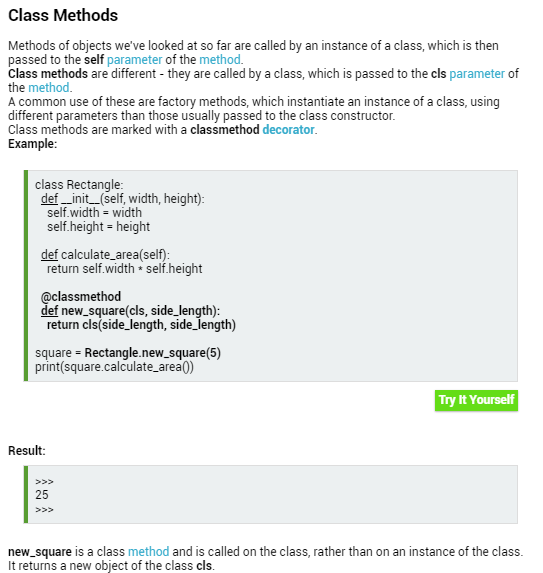 Class Methods
Methods of objects we've looked at so far are called by an instance of a class, which is then
passed to the self parameter of the method.
Class methods are different - they are called by a class, which is passed to the cls parameter of
the method.
A common use of these are factory methods, which instantiate an instance of a class, using
different parameters than those usually passed to the class constructor.
Class methods are marked with a classmethod decorator.
Example:
class Rectangle:
def __init__(self, width, height):
self.width = width
self.height = height
def calculate_area(self):
return self.width * self.height
@classmethod
def new_square(cls, side_length):
return cls(side_length, side_length)
square = Rectangle.new_square(5)
print(square.calculate_area())
Try It Yourself
Result:
>>>
25
>>>
new_square is a class method and is called on the class, rather than on an instance of the class.
It returns a new object of the class cls.